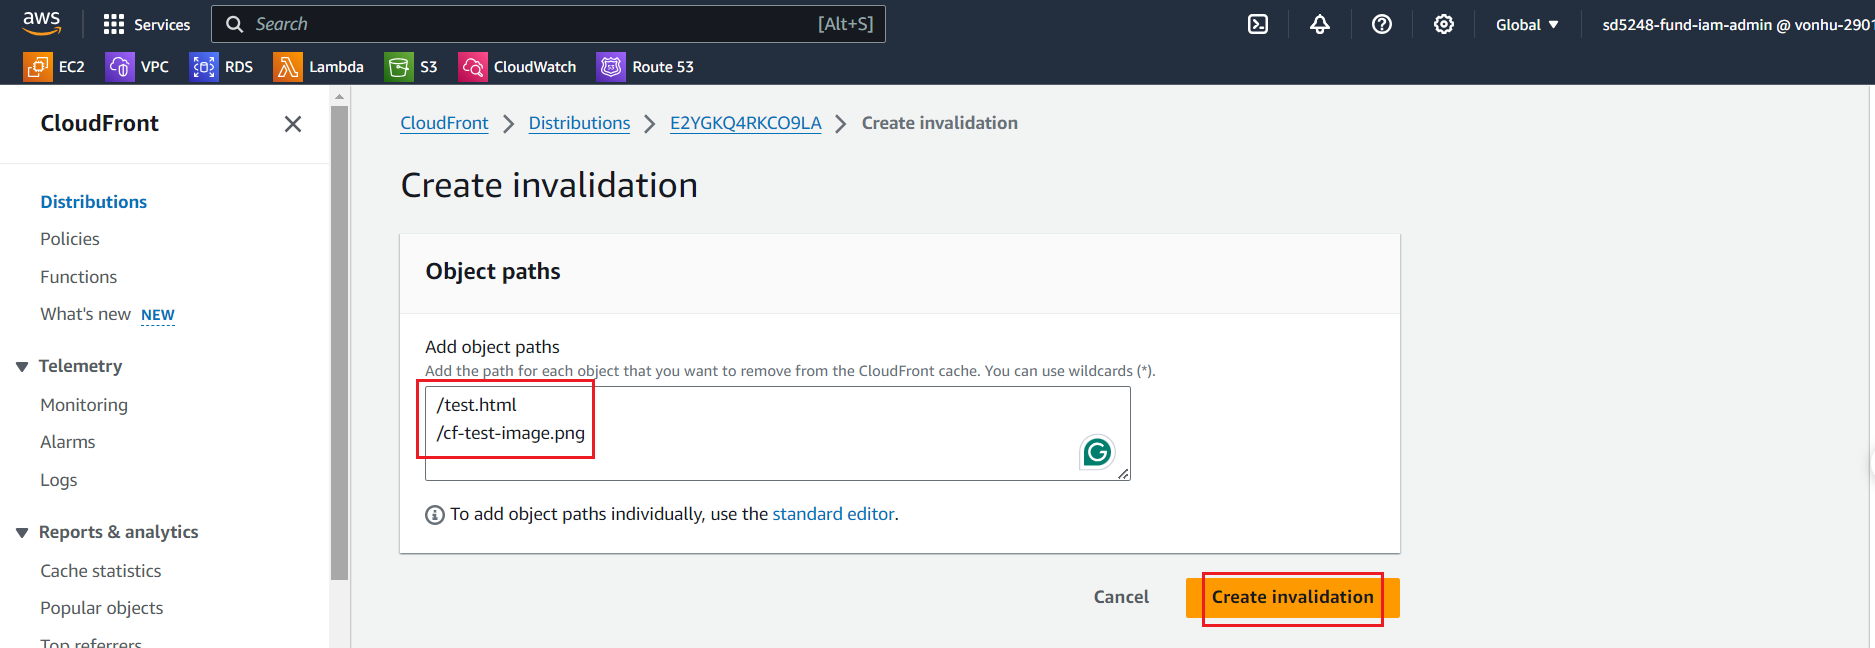 aws
Services
Search
[Alt+S]
Global
sd5248-fund-iam-admin @ vonhu-2901
EC2
VPC
RDS
Lambda
S3
CloudWatch
53
Route 53
CloudFront
Distributions
Policies
Functions
What's new NEW
Telemetry
Monitoring
Alarms
Logs
Reports & analytics
Cache statistics
Popular objects
Top referrers
CloudFront
Distributions
E2YGKQ4RKCO9LA
Create invalidation
Create invalidation
Object paths
Add object paths
Add the path for each object that you want to remove from the CloudFront cache. You can use wildcards (*).
/test.html
/cf-test-image.png
To add object paths individually, use the standard editor.
Cancel
Create invalidation